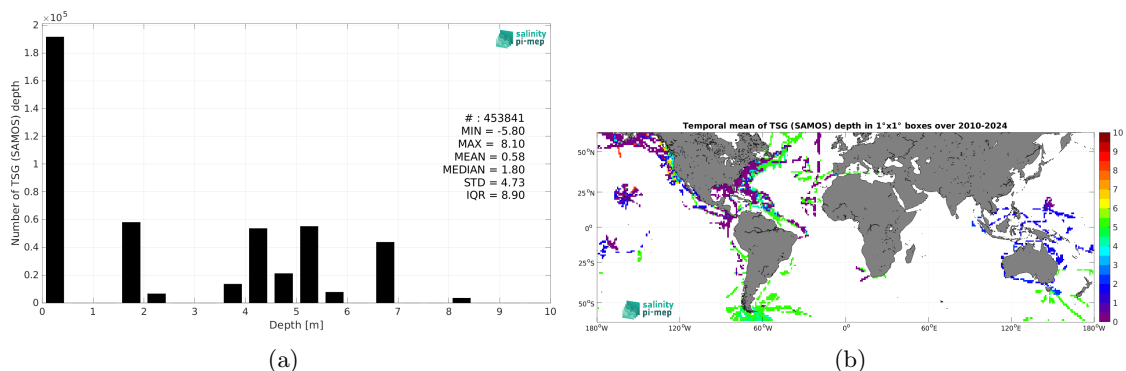 ×10⁵
2
1.8
1.6
1.4
1.2
1
0.8
0.6
0.4
0.2
0
Number of TSG (SAMOS) depth
0 1 2 3 4 5 6 7 8 9 10
Depth [m]
salinity
pi-mep
# : 453841
MIN = -5.80
MAX = 8.10
MEAN = 0.58
MEDIAN = 1.80
STD = 4.73
IQR = 8.90
(a)
Temporal mean of TSG (SAMOS) depth in 1°x1° boxes over 2010-2024
50°N
25°N
0°
25°S
50°S
180°W 120°W 60°W 0° 60°E 120°E 180°E
salinity
pi-mep
10
9
8
7
6
5
4
3
2
1
0
(b)